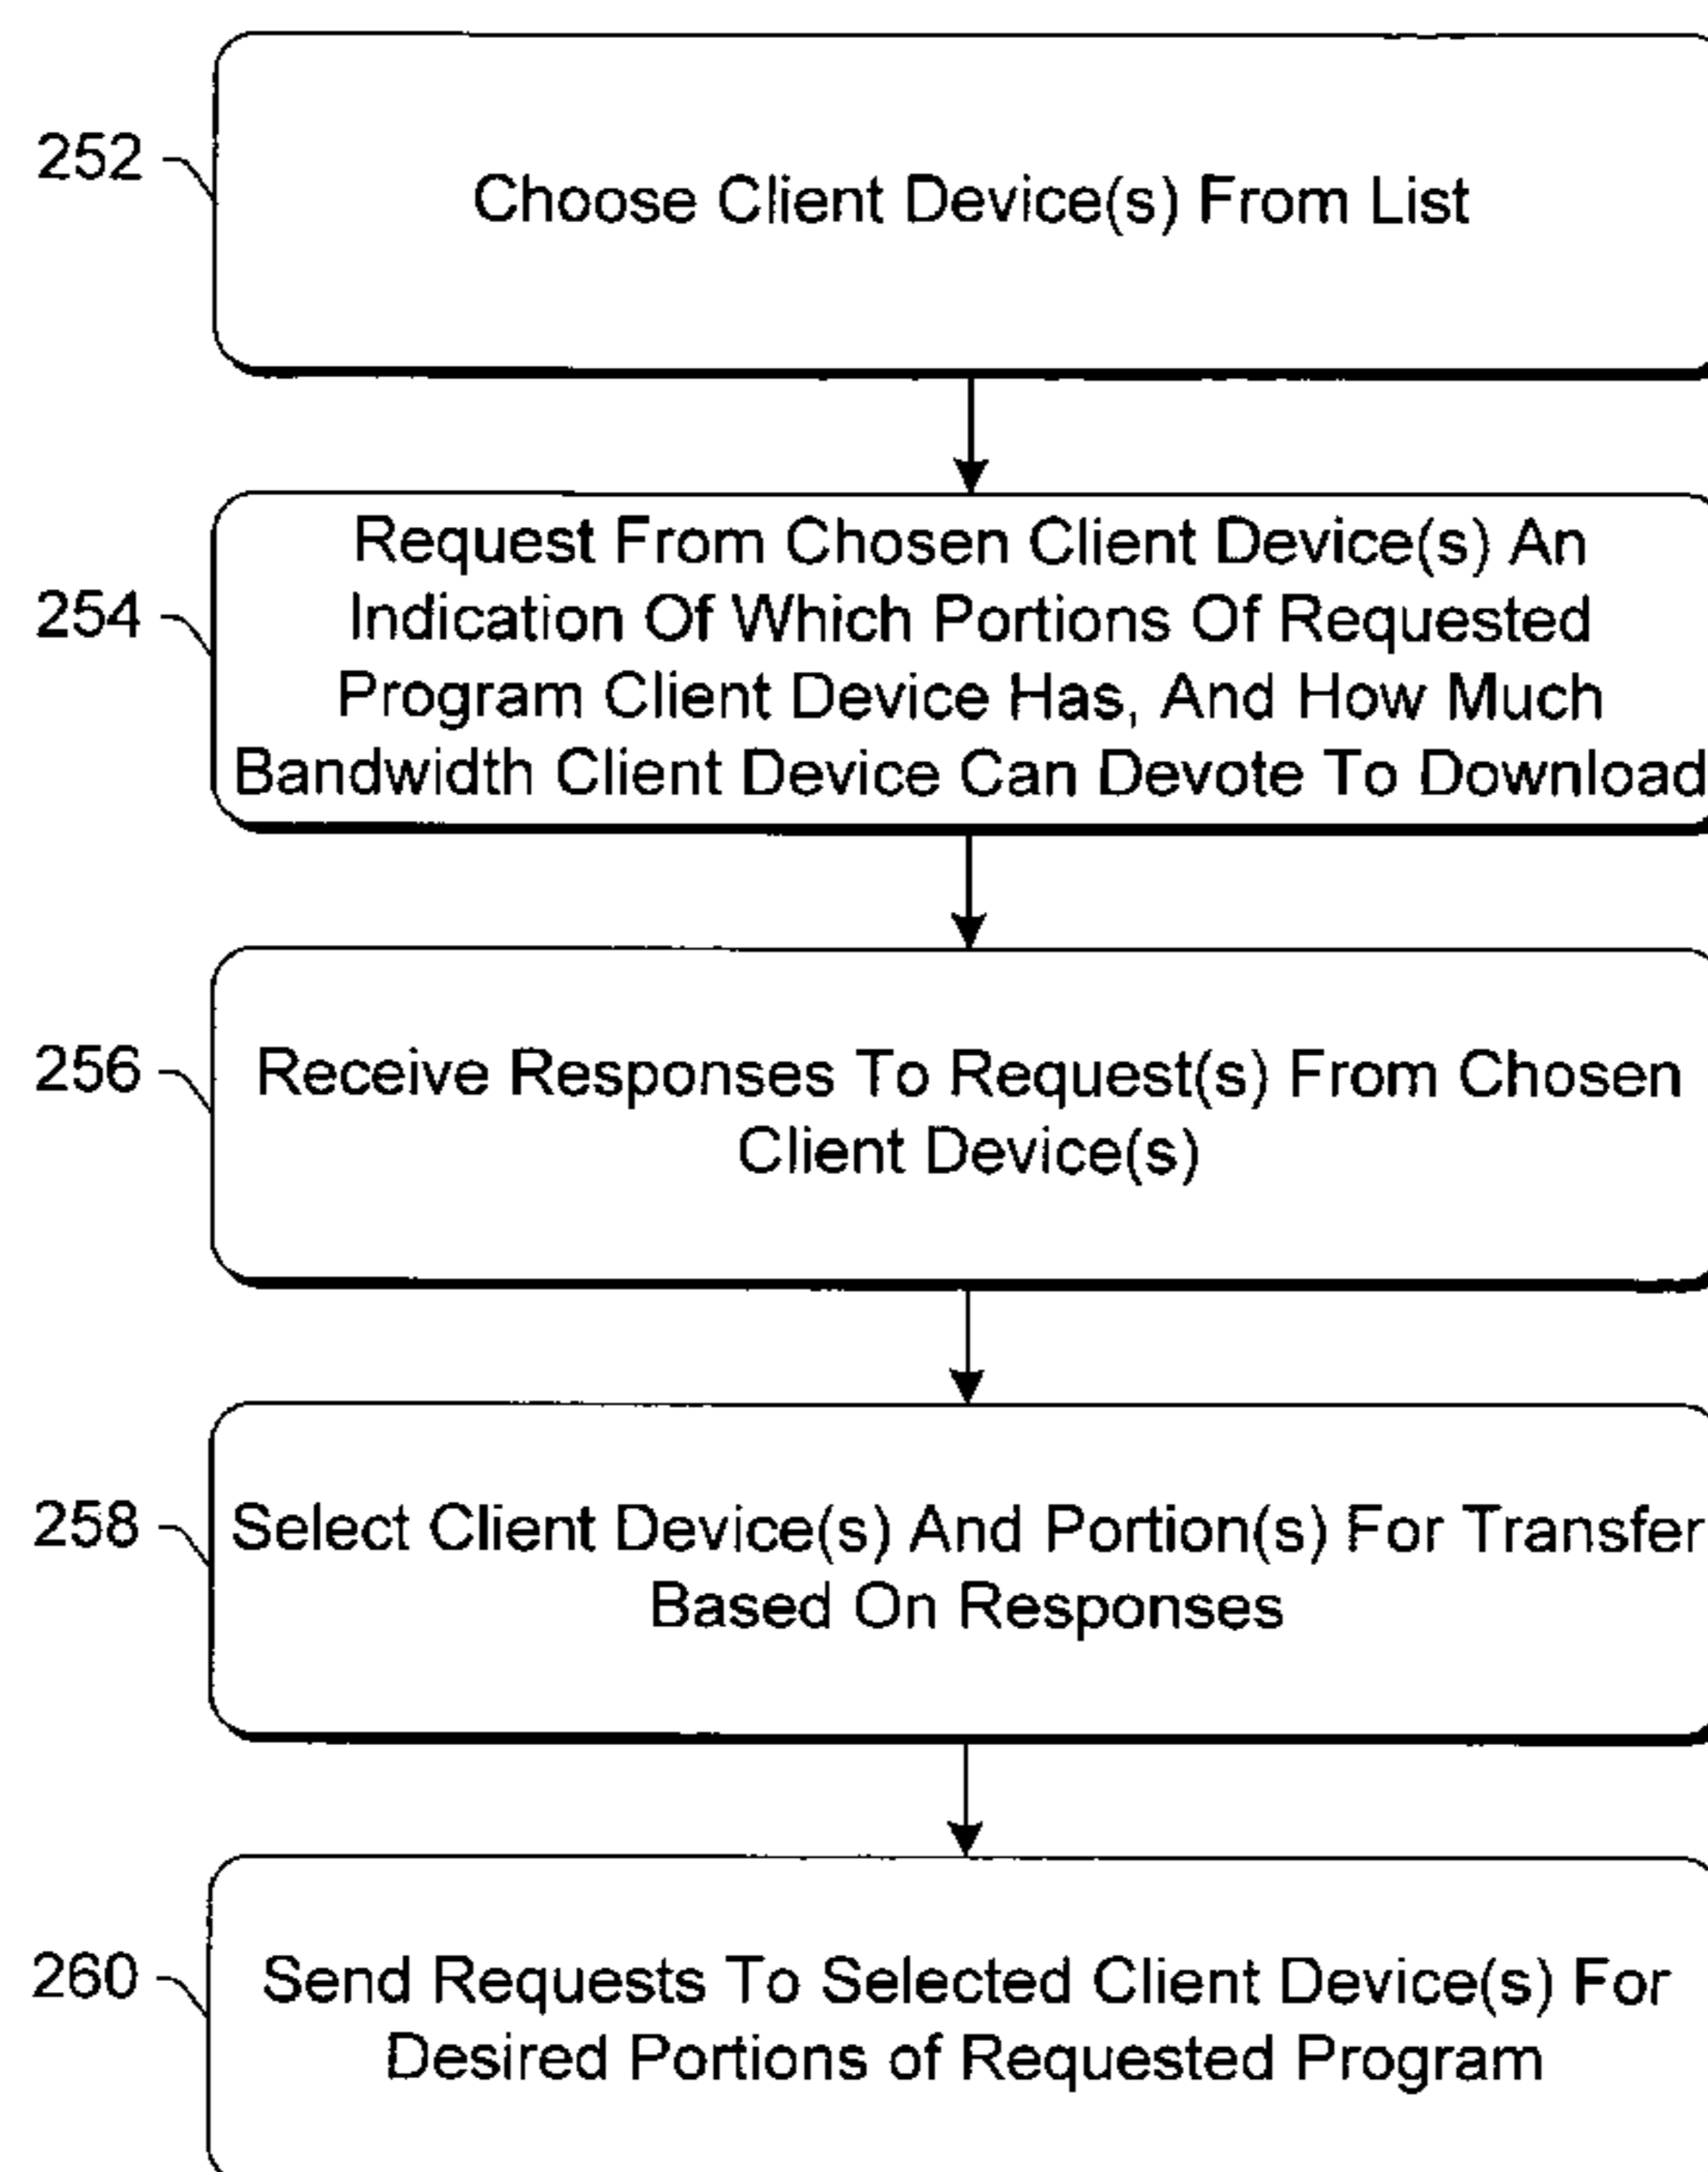 252
Choose Client Device(s) From List
254
Request From Chosen Client Device(s) An
Indication Of Which Portions Of Requested
Program Client Device Has, And How Much
Bandwidth Client Device Can Devote To Download
256
Receive Responses To Request(s) From Chosen
Client Device(s)
258
Select Client Device(s) And Portion(s) For Transfer
Based On Responses
260
Send Requests To Selected Client Device(s) For
Desired Portions of Requested Program